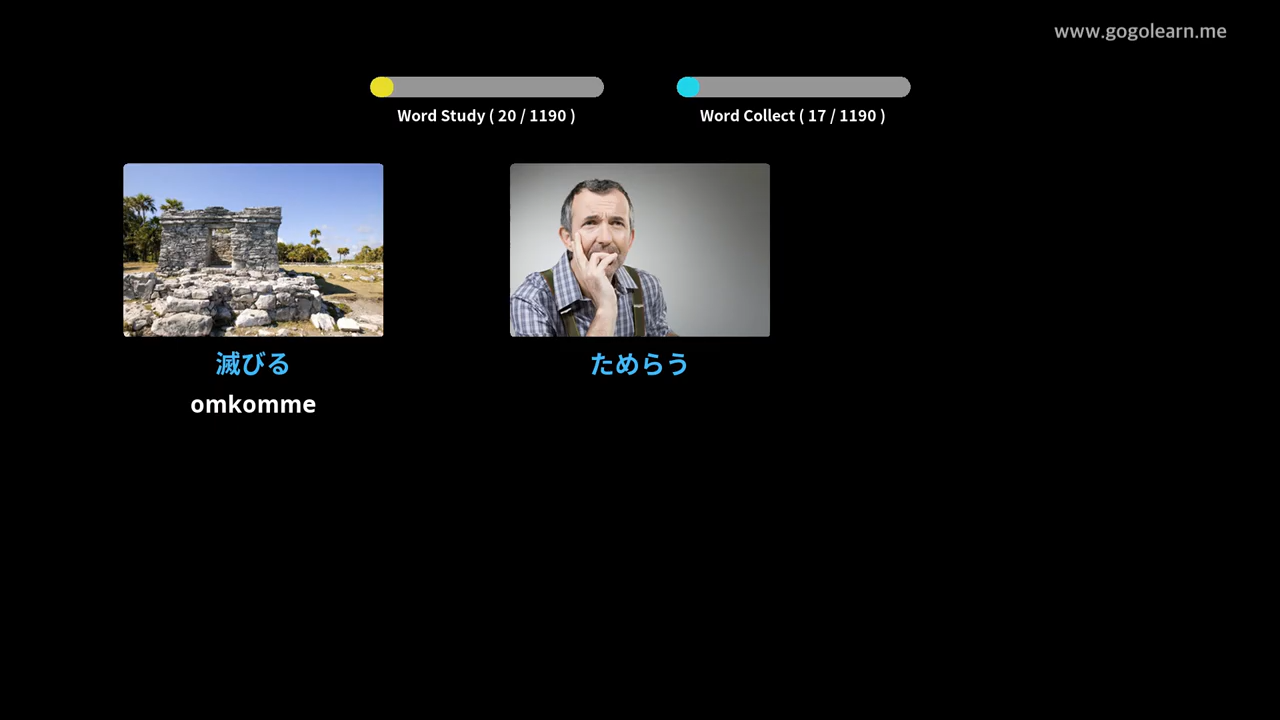 www.gogolearn.me
Word Study ( 20 / 1190 )
Word Collect ( 17 / 1190 )
滅びる
ためらう
omkomme